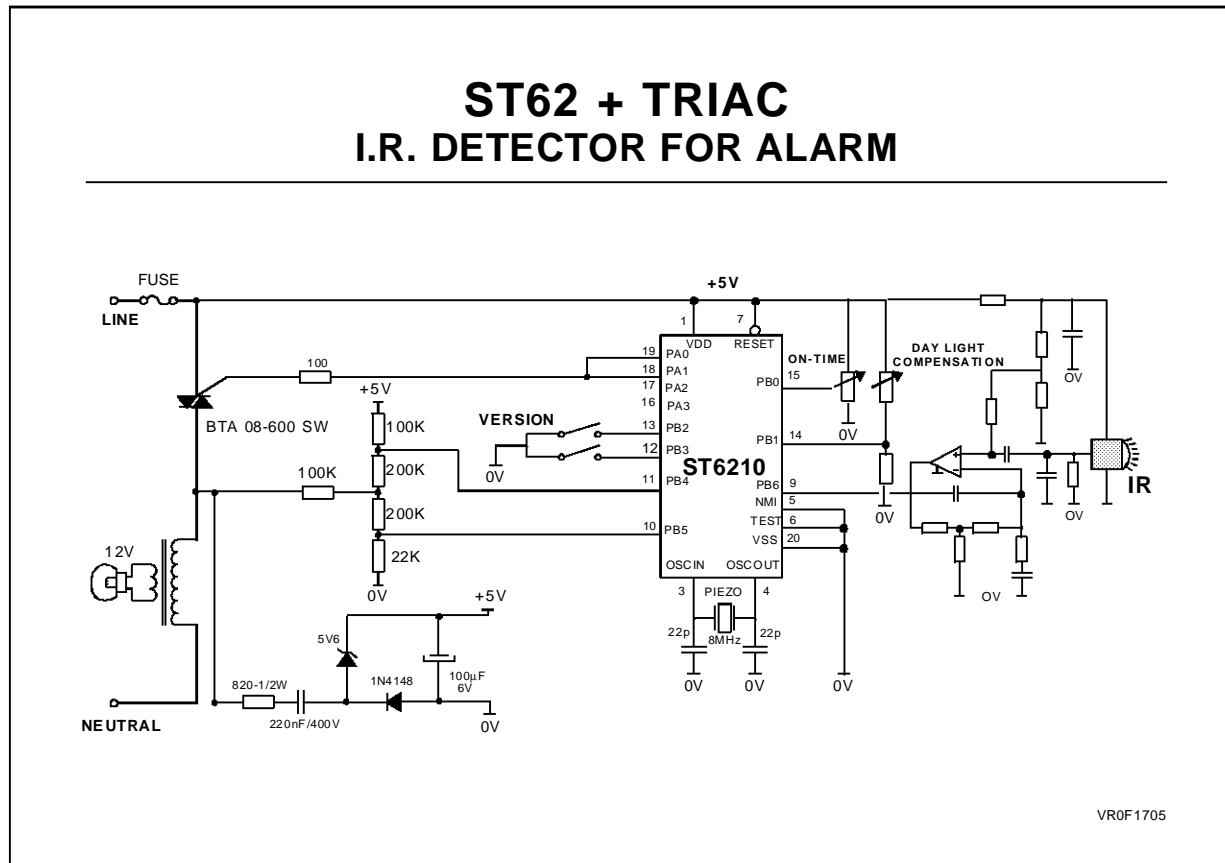 ST62 + TRIAC
I.R. DETECTOR FOR ALARM
FUSE
LINE
+5V
1
7
VDD
RESET
19
PA0
18
PA1
17
PA2
16
PA3
100
BTA 08-600 SW
+5V
100K
VERSION
13
PB2
12
PB3
0V
ST6210
11
PB4
100K
200K
200K
10
PB5
22K
0V
ON-TIME
15
PB0
DAY LIGHT
COMPENSATION
0V
14
PB1
0V
9
PB6
5
NMI
6
TEST
20
VSS
0V
+
-
IR
OV
OV
OSCIN
OSCOUT
3
PIEZO
4
22p
8MHz
22p
0V
0V
0V
12V
+5V
5V6
1N4148
100µF
6V
820-1/2W
220nF/400V
0V
NEUTRAL
VR0F1705